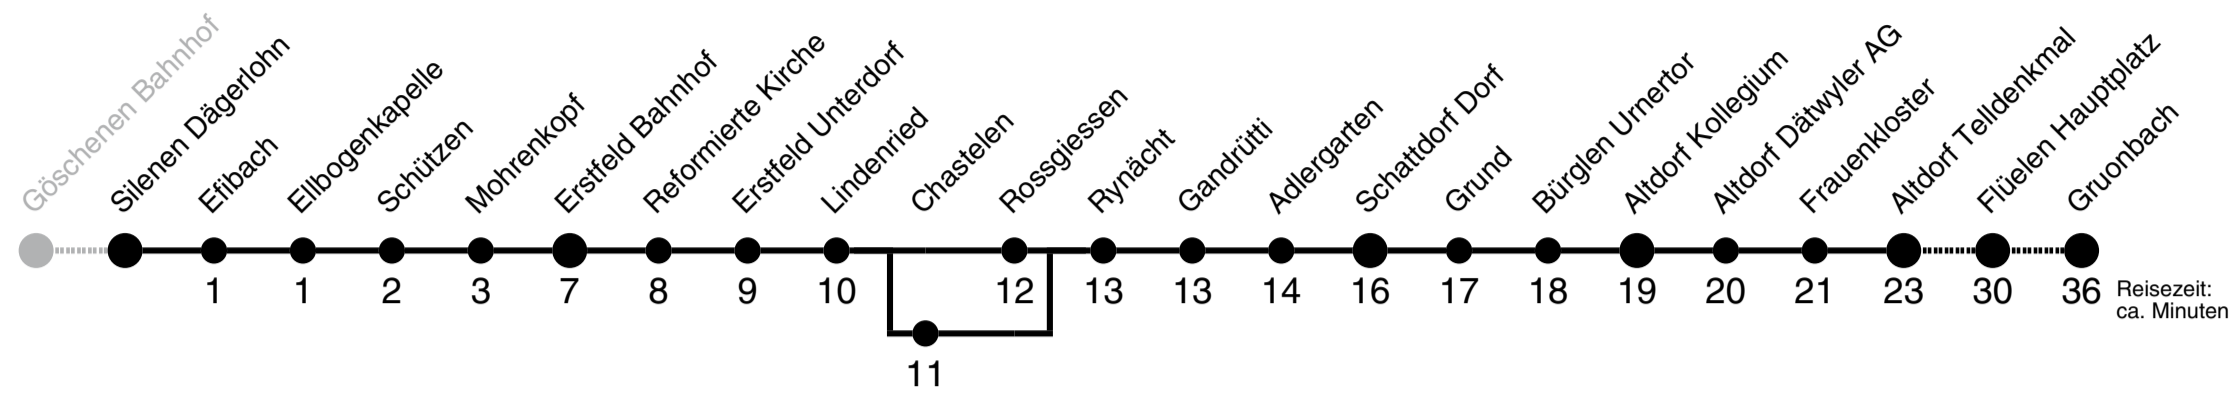 Göschenen Bahnhof
Silenen Dägerlohn
Efibach
Ellbogenkapelle
Schützen
Mohrenkopf
Erstfeld Bahnhof
Reformierte Kirche
Erstfeld Unterdorf
Lindenried
Chastelen
Rossgiessen
Rynächt
Gandrütti
Adlergarten
Schattdorf Dorf
Grund
Bürglen Urnertor
Altdorf Kollegium
Altdorf Dätwyler AG
Frauenkloster
Altdorf Telldenkmal
Flüelen Hauptplatz
Gruonbach
1 1 2 3 7 8 9 10 12 13 13 14 16 17 18 19 20 21 23 30 36 Reisezeit:
ca. Minuten
11